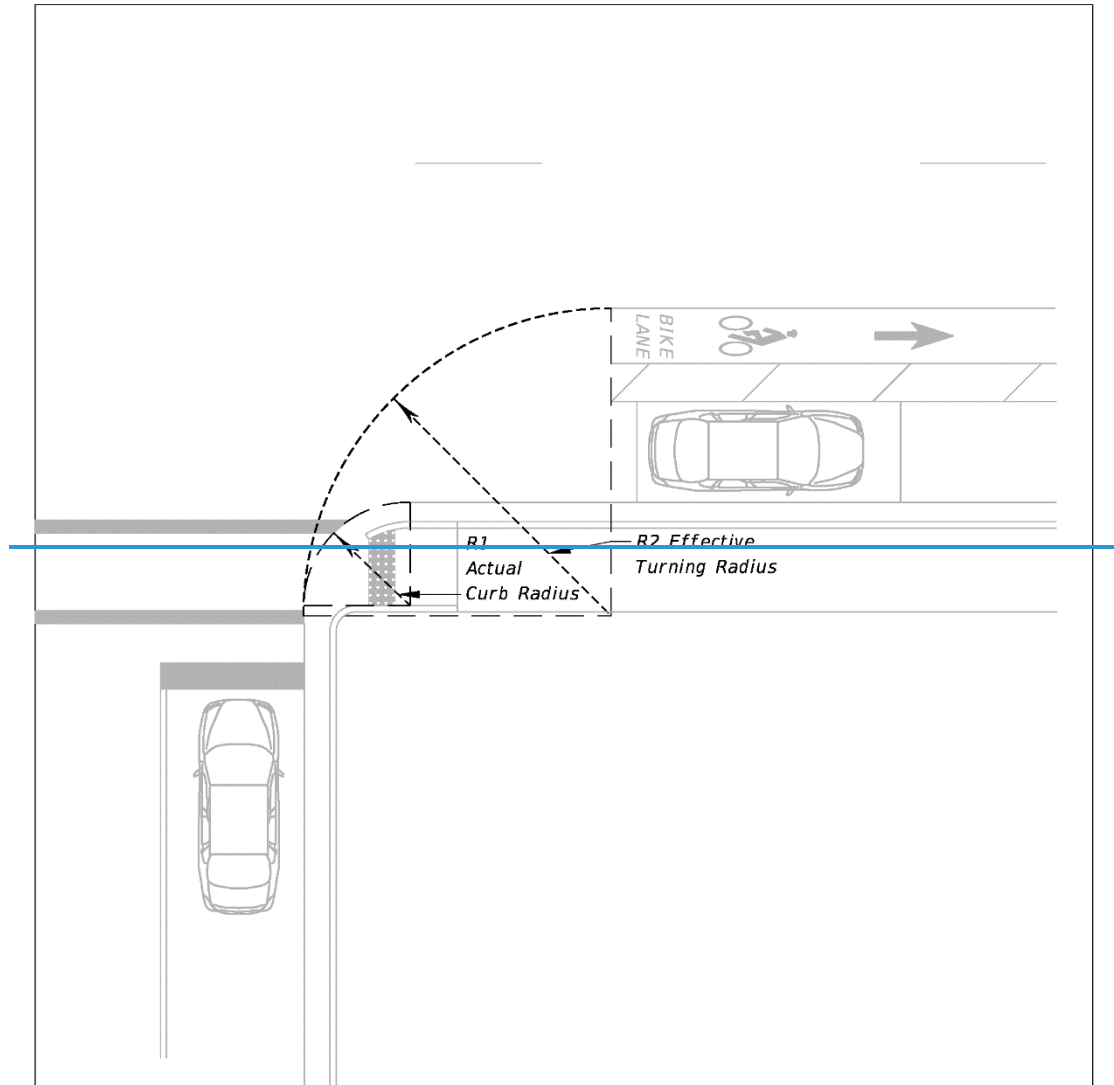 BIKE
LANE
R1
Actual
Curb Radius
R2 Effective
Turning Radius